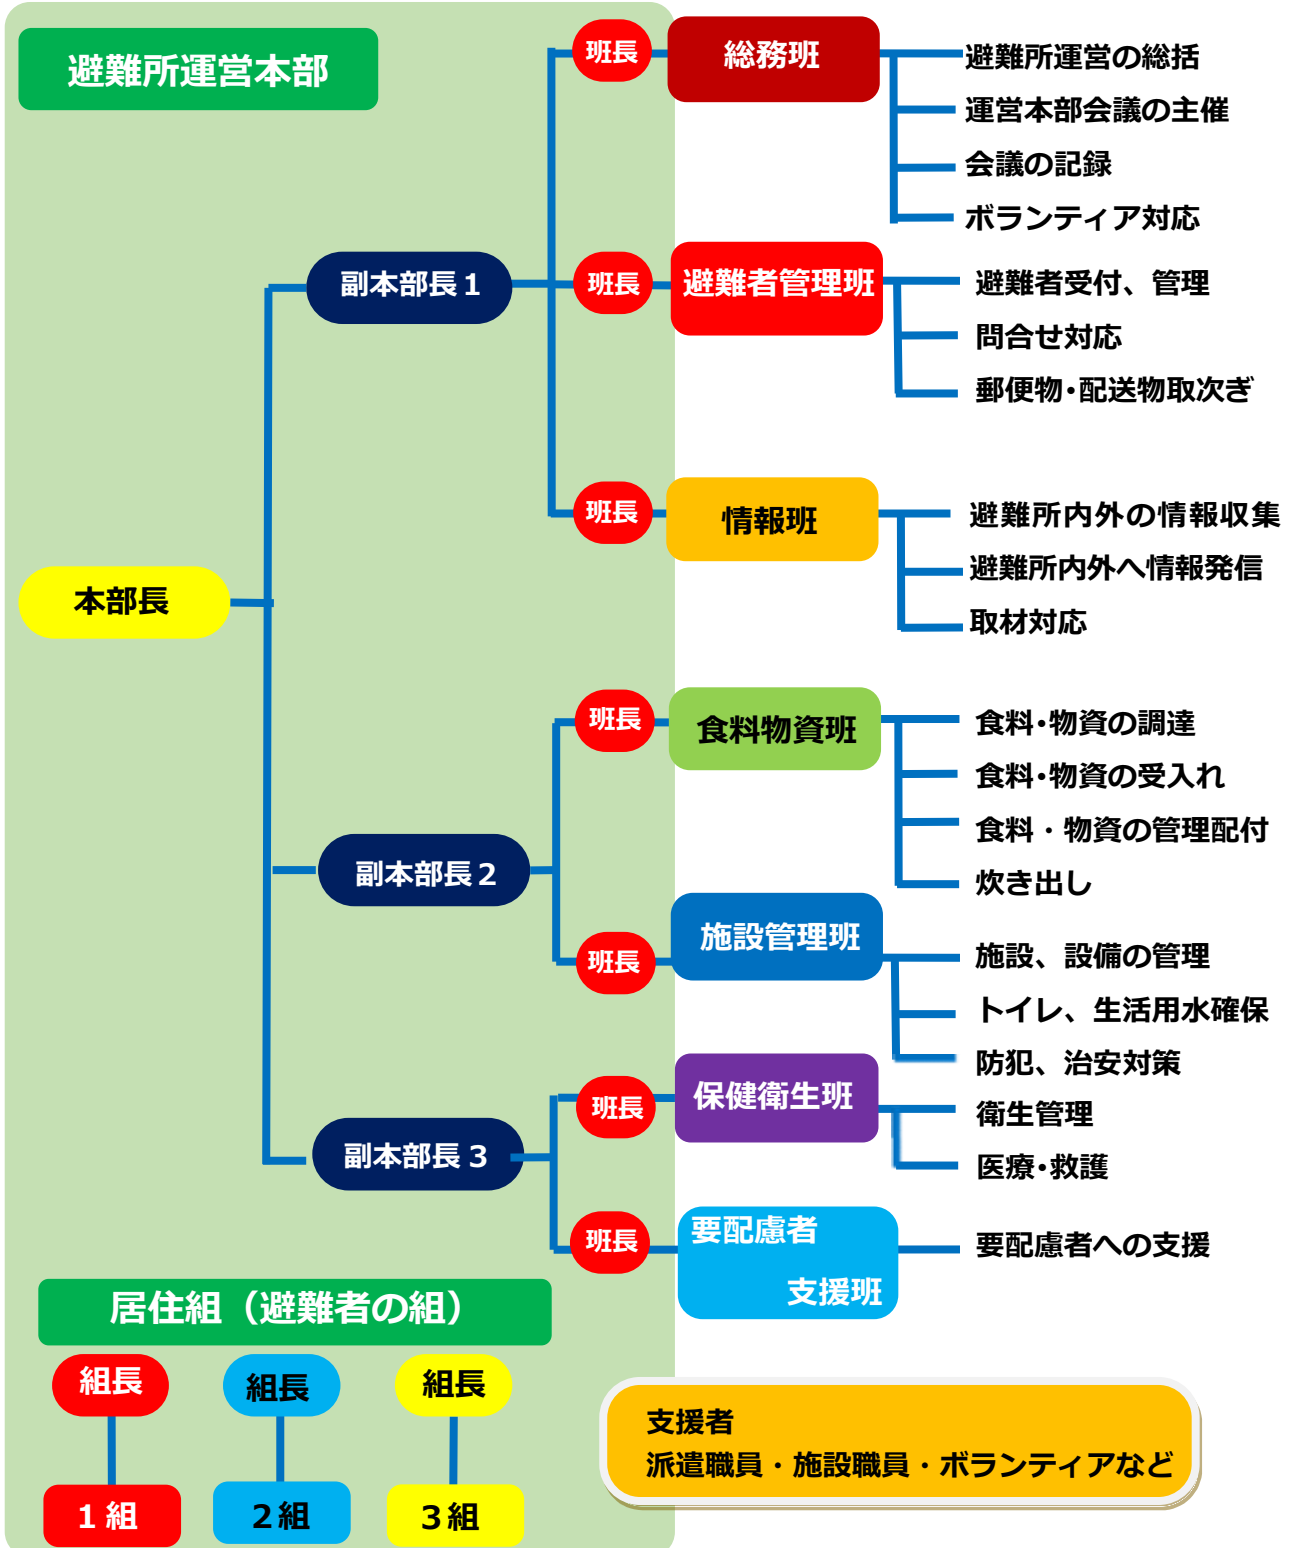 避難所運営本部
本部長
副本部長１
班長
総務班
避難所運営の総括
運営本部会議の主催
会議の記録
ボランティア対応
班長
避難者管理班
避難者受付、管理
問合せ対応
郵便物・配送物取次ぎ
班長
情報班
避難所内外の情報収集
避難所内外へ情報発信
取材対応
副本部長２
班長
食料物資班
食料・物資の調達
食料・物資の受入れ
食料・物資の管理配付
炊き出し
班長
施設管理班
施設、設備の管理
トイレ、生活用水確保
防犯、治安対策
副本部長３
班長
保健衛生班
衛生管理
医療・救護
班長
要配慮者
支援班
要配慮者への支援
居住組（避難者の組）
組長
組長
組長
１組
２組
３組
支援者
派遣職員・施設職員・ボランティアなど